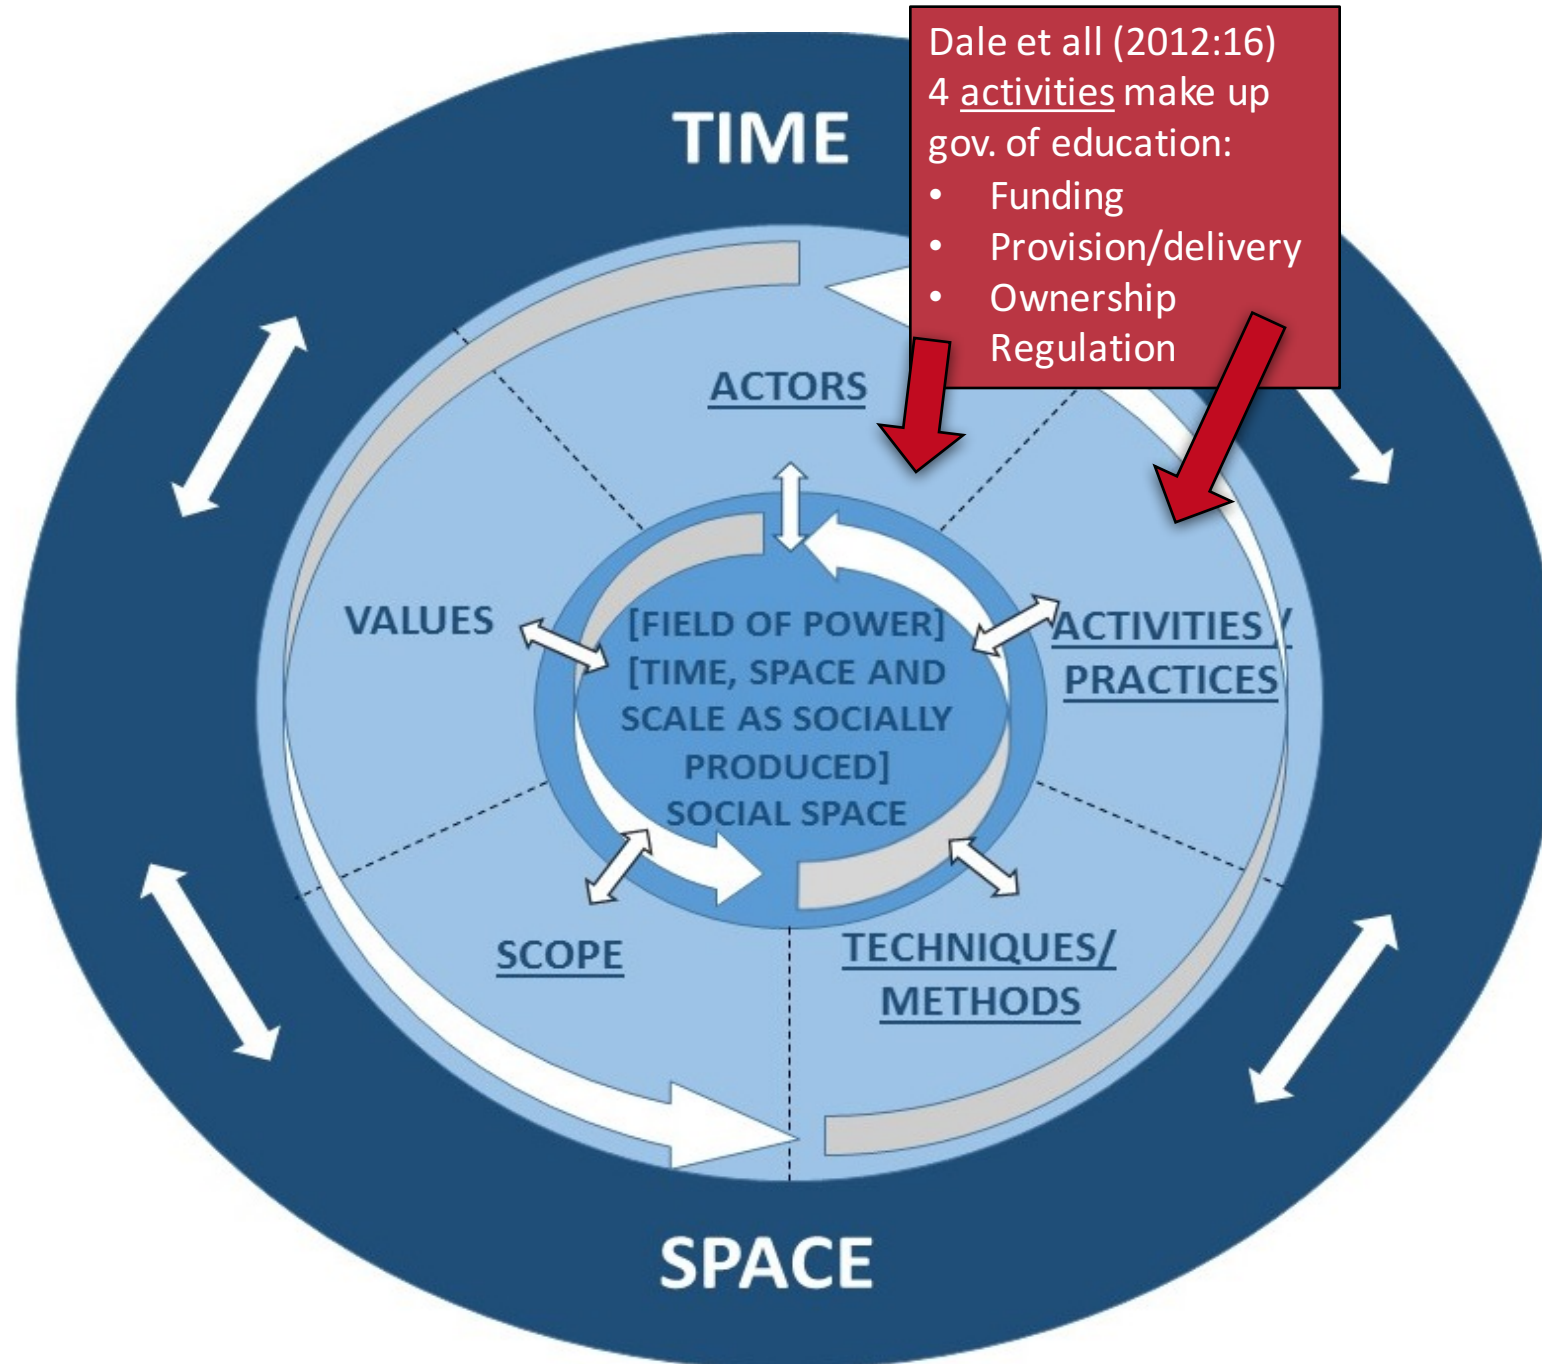 TIME
Dale et all (2012:16)
4 activities make up
gov. of education:
• Funding
• Provision/delivery
• Ownership
Regulation
ACTORS
VALUES
[FIELD OF POWER]
[TIME, SPACE AND
SCALE AS SOCIALLY
PRODUCED]
SOCIAL SPACE
ACTIVITIES /
PRACTICES
SCOPE
TECHNIQUES/
METHODS
SPACE